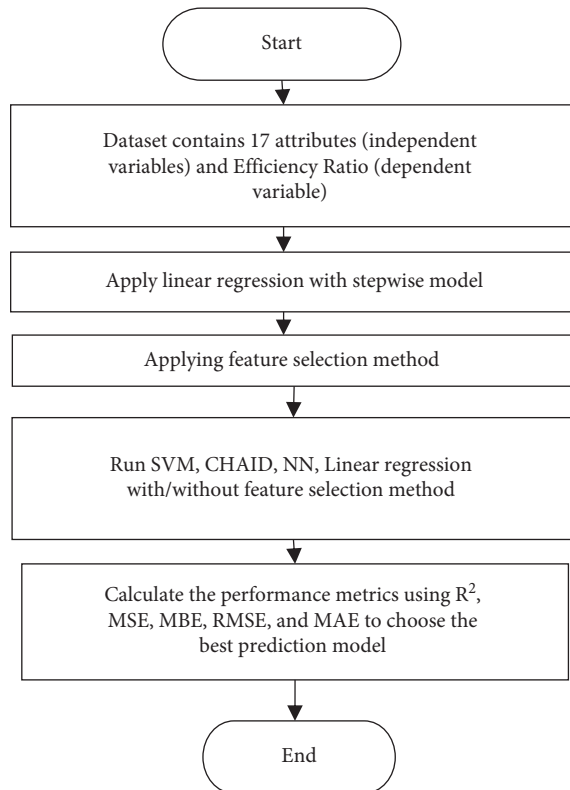 Start
Dataset contains 17 attributes (independent
variables) and Efficiency Ratio (dependent
variable)
Apply linear regression with stepwise model
Applying feature selection method
Run SVM, CHAID, NN, Linear regression
with/without feature selection method
Calculate the performance metrics using R²,
MSE, MBE, RMSE, and MAE to choose the
best prediction model
End